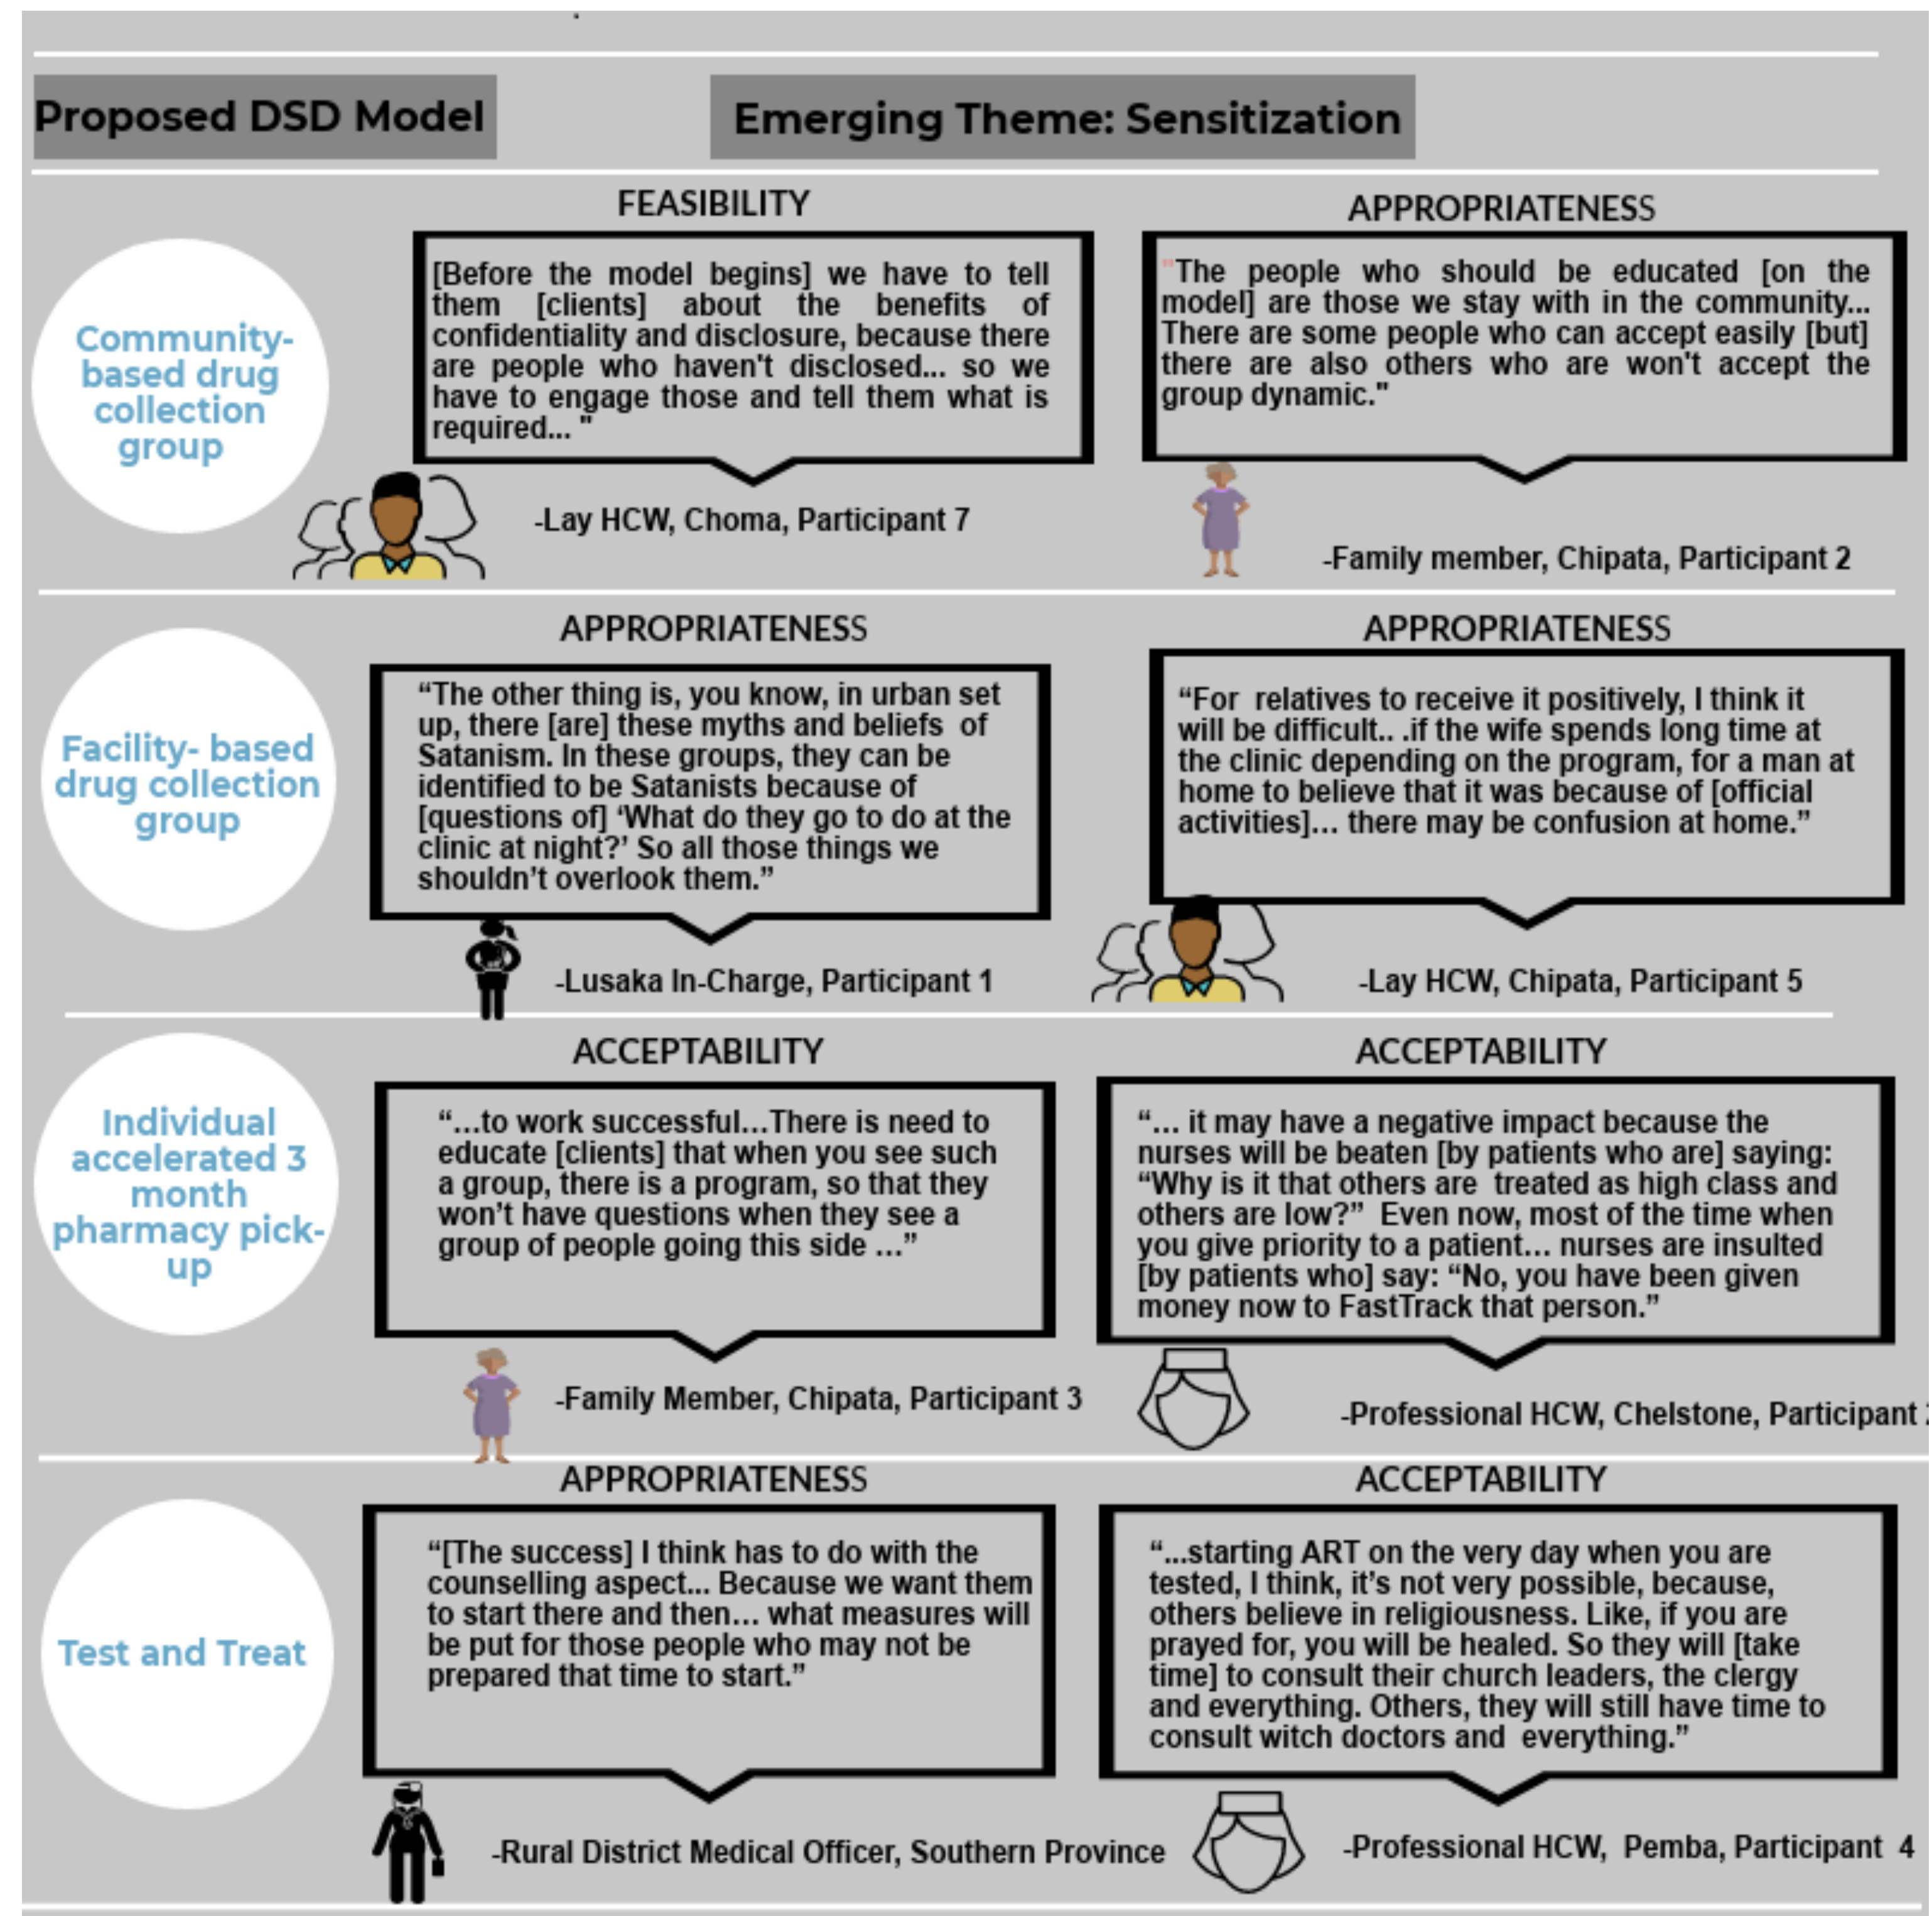 Proposed DSD Model
Emerging Theme: Sensitization
FEASIBILITY
APPROPRIATENESS
Community-
based drug
collection
group
[Before the model begins] we have to tell
them [clients] about the benefits of
confidentiality and disclosure, because there
are people who haven't disclosed... so we
have to engage those and tell them what is
required... "
-Lay HCW, Choma, Participant 7
"The people who should be educated [on the
model] are those we stay with in the community...
There are some people who can accept easily [but]
there are also others who are won't accept the
group dynamic."
-Family member, Chipata, Participant 2
APPROPRIATENESS
APPROPRIATENESS
Facility- based
drug collection
group
“The other thing is, you know, in urban set
up, there [are] these myths and beliefs of
Satanism. In these groups, they can be
identified to be Satanists because of
[questions of] ‘What do they go to do at the
clinic at night?’ So all those things we
shouldn’t overlook them.”
-Lusaka In-Charge, Participant 1
“For relatives to receive it positively, I think it
will be difficult.. .if the wife spends long time at
the clinic depending on the program, for a man at
home to believe that it was because of [official
activities]... there may be confusion at home.”
-Lay HCW, Chipata, Participant 5
ACCEPTABILITY
ACCEPTABILITY
Individual
accelerated 3
month
pharmacy pick-
up
“...to work successful...There is need to
educate [clients] that when you see such
a group, there is a program, so that they
won’t have questions when they see a
group of people going this side ...”
-Family Member, Chipata, Participant 3
“... it may have a negative impact because the
nurses will be beaten [by patients who are] saying:
“Why is it that others are treated as high class and
others are low?” Even now, most of the time when
you give priority to a patient... nurses are insulted
[by patients who] say: “No, you have been given
money now to FastTrack that person.”
-Professional HCW, Chelstone, Participant
APPROPRIATENESS
ACCEPTABILITY
Test and Treat
“[The success] I think has to do with the
counselling aspect... Because we want them
to start there and then... what measures will
be put for those people who may not be
prepared that time to start.”
-Rural District Medical Officer, Southern Province
“...starting ART on the very day when you are
tested, I think, it’s not very possible, because,
others believe in religiousness. Like, if you are
prayed for, you will be healed. So they will [take
time] to consult their church leaders, the clergy
and everything. Others, they will still have time to
consult witch doctors and everything.”
-Professional HCW, Pemba, Participant 4